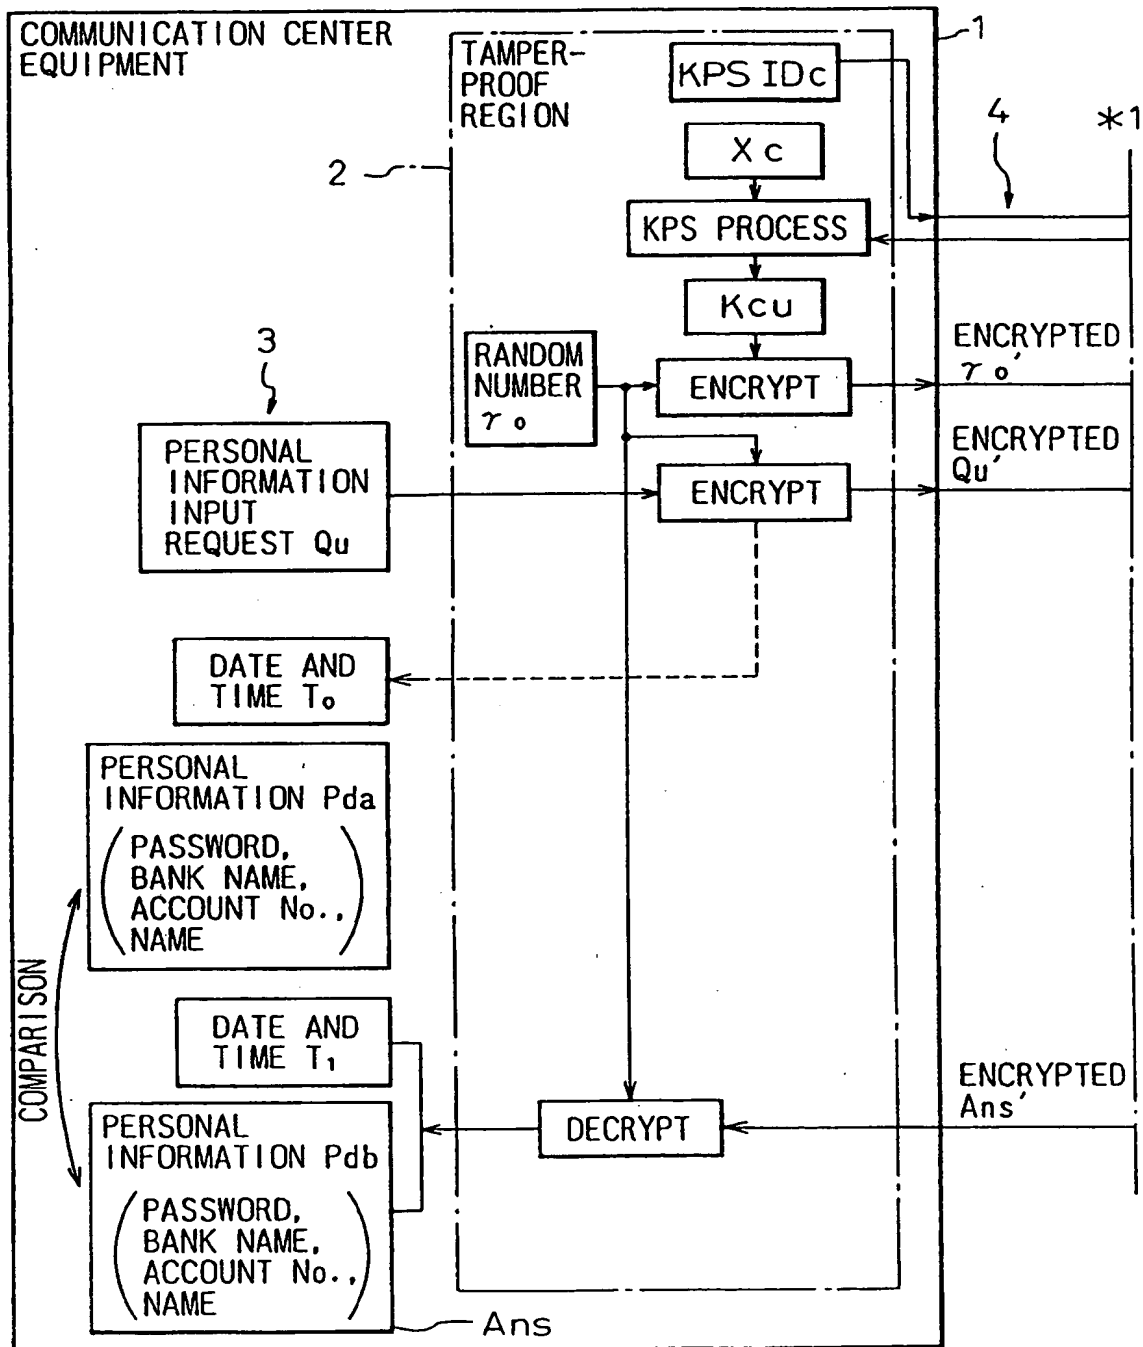 COMMUNICATION CENTER
EQUIPMENT
TAMPER-
PROOF
REGION
KPS IDc
1
4
*1
2
Xc
KPS PROCESS
Kcu
3
RANDOM
NUMBER
γo
ENCRYPT
ENCRYPTED
γo'
PERSONAL
INFORMATION
INPUT
REQUEST Qu
ENCRYPT
ENCRYPTED
Qu'
DATE AND
TIME To
PERSONAL
INFORMATION Pda
(PASSWORD,
BANK NAME,
ACCOUNT No.,
NAME)
COMPARISON
DATE AND
TIME T1
PERSONAL
INFORMATION Pdb
(PASSWORD,
BANK NAME,
ACCOUNT No.,
NAME)
DECRYPT
ENCRYPTED
Ans'
Ans